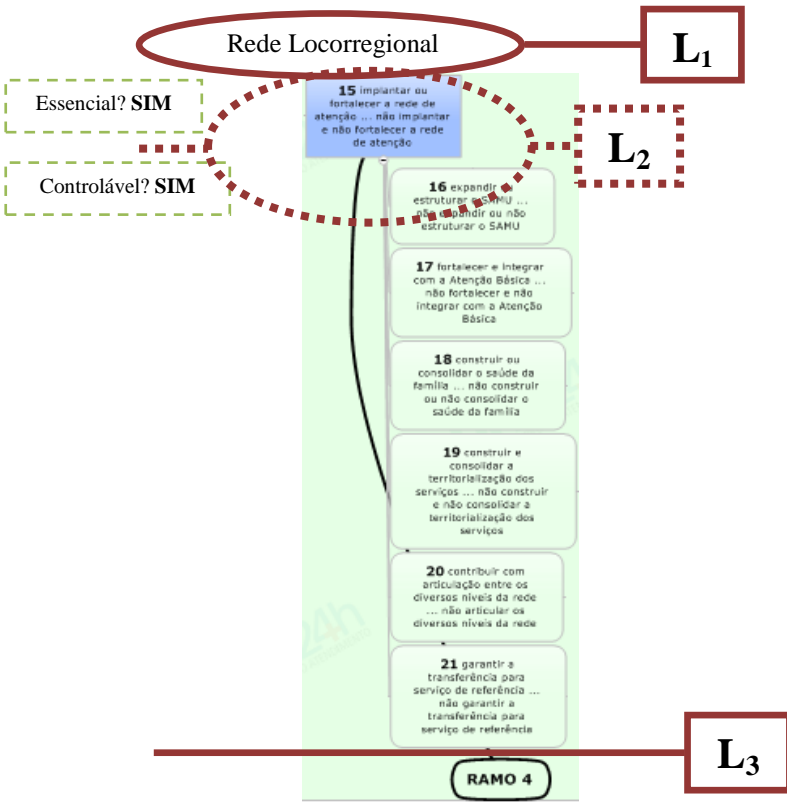 Rede Locorregional
L₁
15 implantar ou
fortalecer a rede de
atenção ... não implantar
e não fortalecer a rede
de atenção
Essencial? SIM
Controlável? SIM
L₂
16 expandir ou
estruturar o SAMU ...
não expandir ou não
estruturar o SAMU
17 fortalecer e integrar
com a Atenção Básica ...
não fortalecer e não
integrar com a Atenção
Básica
18 construir ou
consolidar o saúde da
família ... não construir
ou não consolidar o
saúde da família
19 construir e
consolidar a
territorialização dos
serviços ... não construir
e não consolidar a
territorialização dos
serviços
20 contribuir com
articulação entre os
diversos níveis da rede
... não articular os
diversos níveis da rede
24h
21 garantir a
transferência para
serviço de referência ...
não garantir a
transferência para
serviço de referência
L₃
RAMO 4